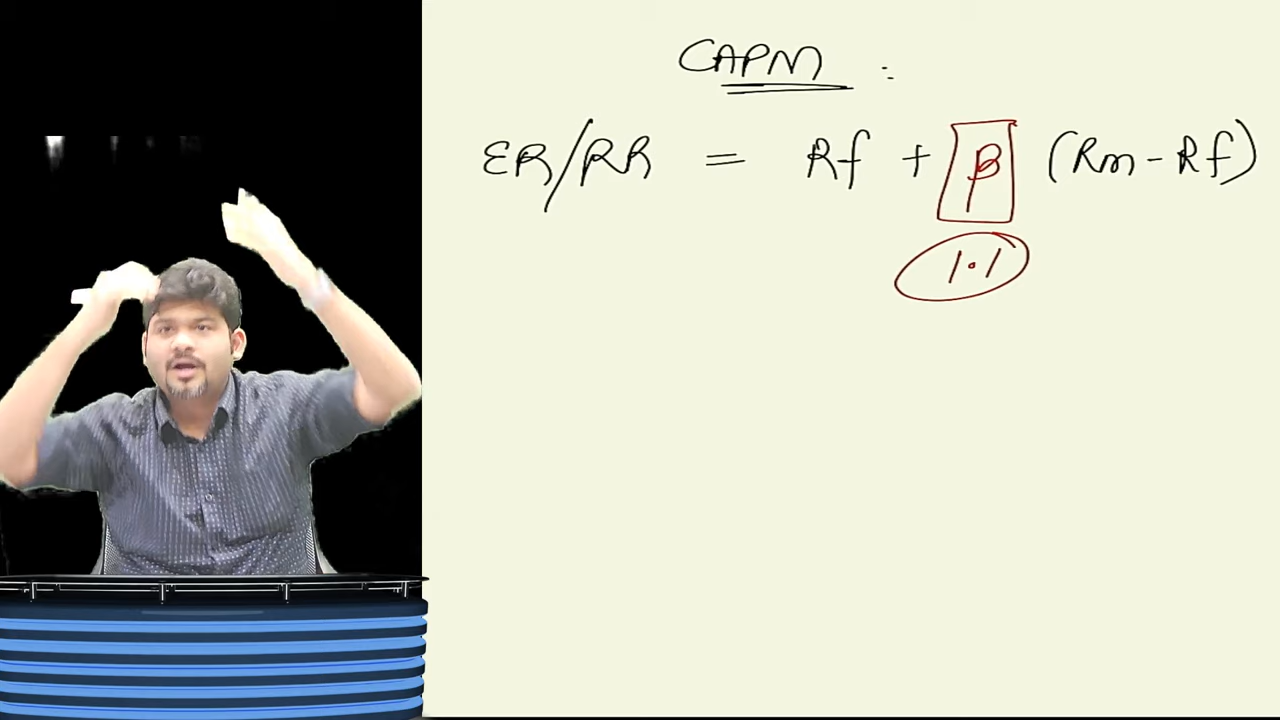 CAPM :
ER/RR = Rf + β (Rm - Rf)
1.1